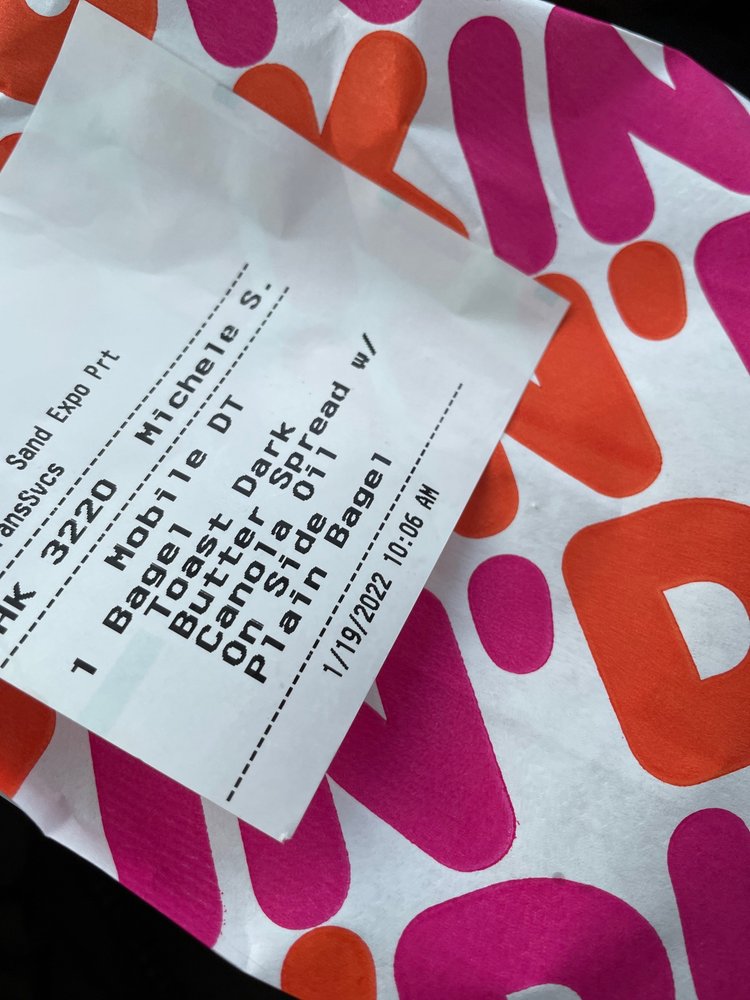 Sand Expo Prt
ansSvcs
HK 3220 Michele S.
Mobile DT
1 Bagel
Toast Dark
Butter Spread w/
Canola Oil
On Side
Plain Bagel
1/19/2022 10:06 AM